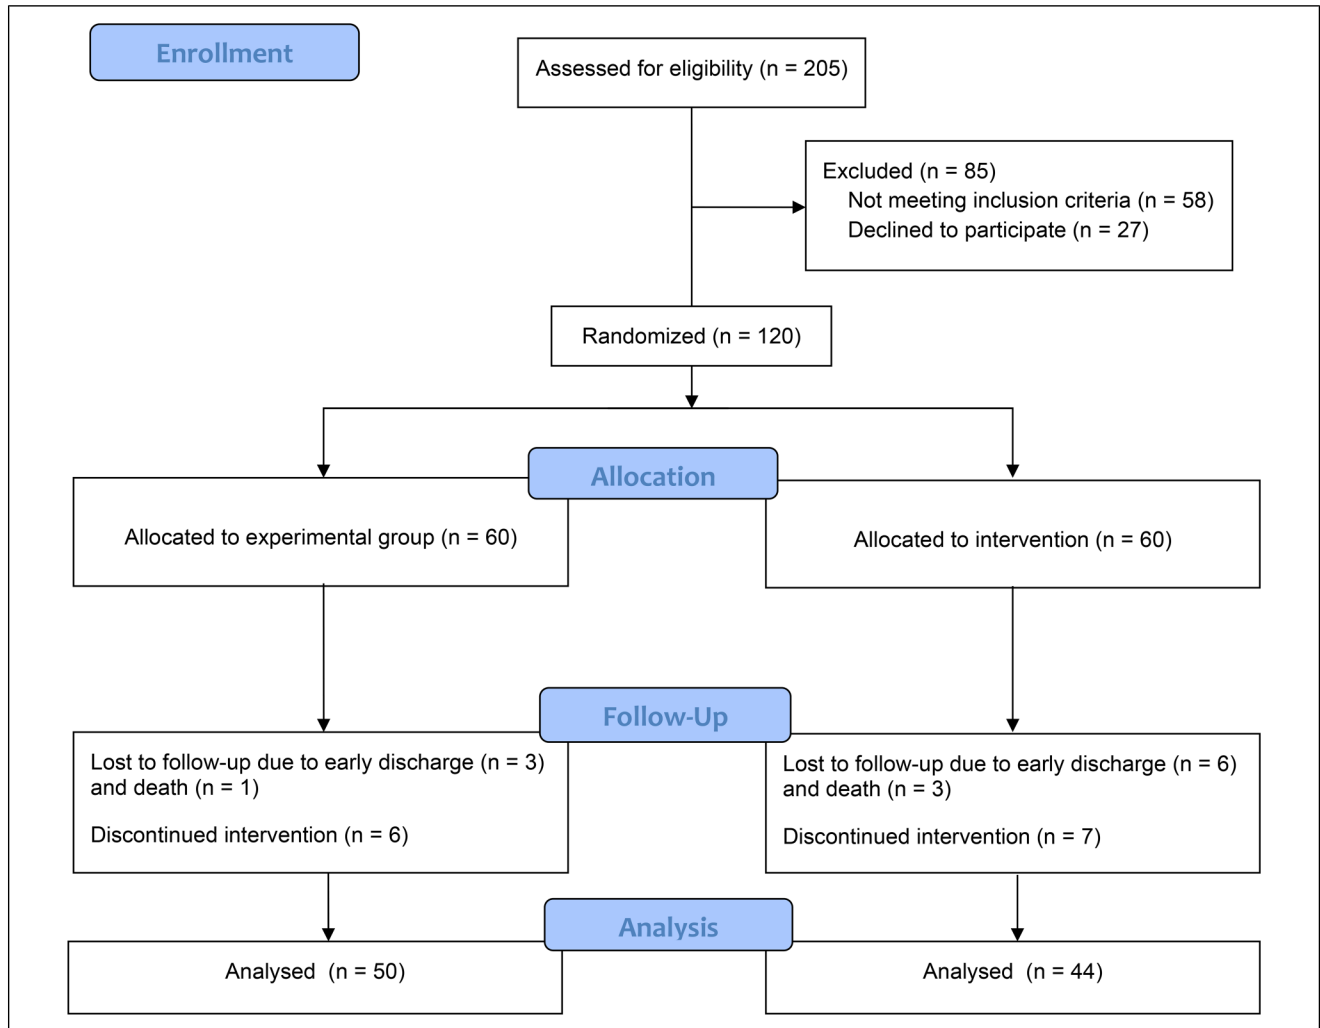 Enrollment
Assessed for eligibility (n = 205)
Excluded (n = 85)
Not meeting inclusion criteria (n = 58)
Declined to participate (n = 27)
Randomized (n = 120)
Allocation
Allocated to experimental group (n = 60)
Allocated to intervention (n = 60)
Follow-Up
Lost to follow-up due to early discharge (n = 3)
and death (n = 1)
Discontinued intervention (n = 6)
Lost to follow-up due to early discharge (n = 6)
and death (n = 3)
Discontinued intervention (n = 7)
Analysis
Analysed (n = 50)
Analysed (n = 44)